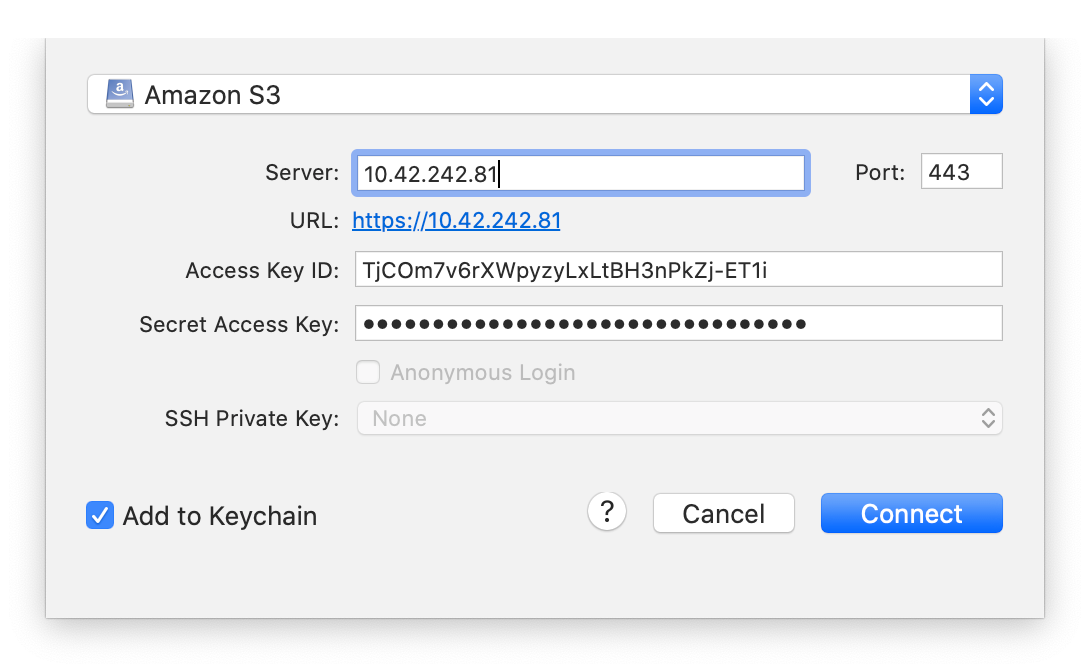 Amazon S3
Server: 10.42.242.81 Port: 443
URL: https://10.42.242.81
Access Key ID: TjCOm7v6rXWpyzyLxLtBH3nPkZj-ET1i
Secret Access Key: ••••••••••••••••••••••••••••••••
Anonymous Login
SSH Private Key: None
Add to Keychain ? Cancel Connect